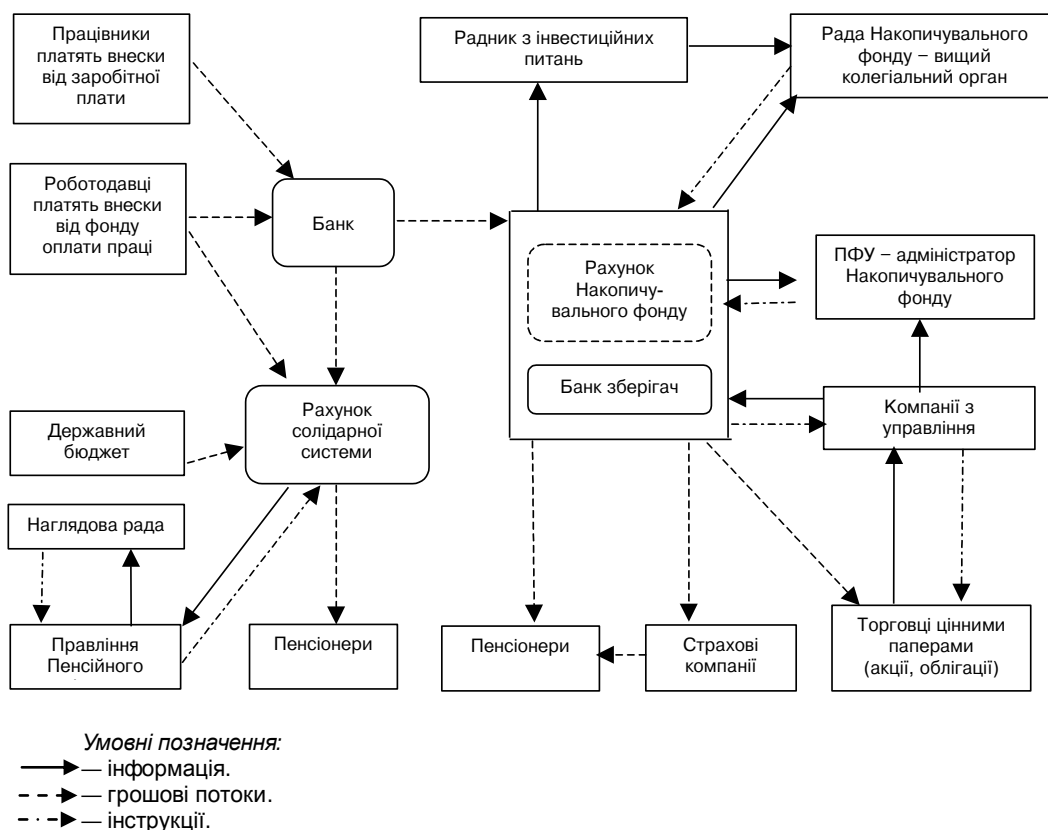 Працівники
платять внески
від заробітної
плати
Радник з інвестиційних
питань
Рада Накопичувального
фонду – вищий
колегіальний орган
Роботодавці
платять внески
від фонду
оплати праці
Банк
Рахунок
Накопичу-
вального фонду
ПФУ – адміністратор
Накопичувального
фонду
Банк зберігач
Компанії з
управління
Державний
бюджет
Рахунок
солідарної
системи
Наглядова рада
Правління
Пенсійного
Пенсіонери
Пенсіонери
Страхові
компанії
Торговці цінними
паперами
(акції, облігації)
Умовні позначення:
— інформація.
— грошові потоки.
— інструкції.